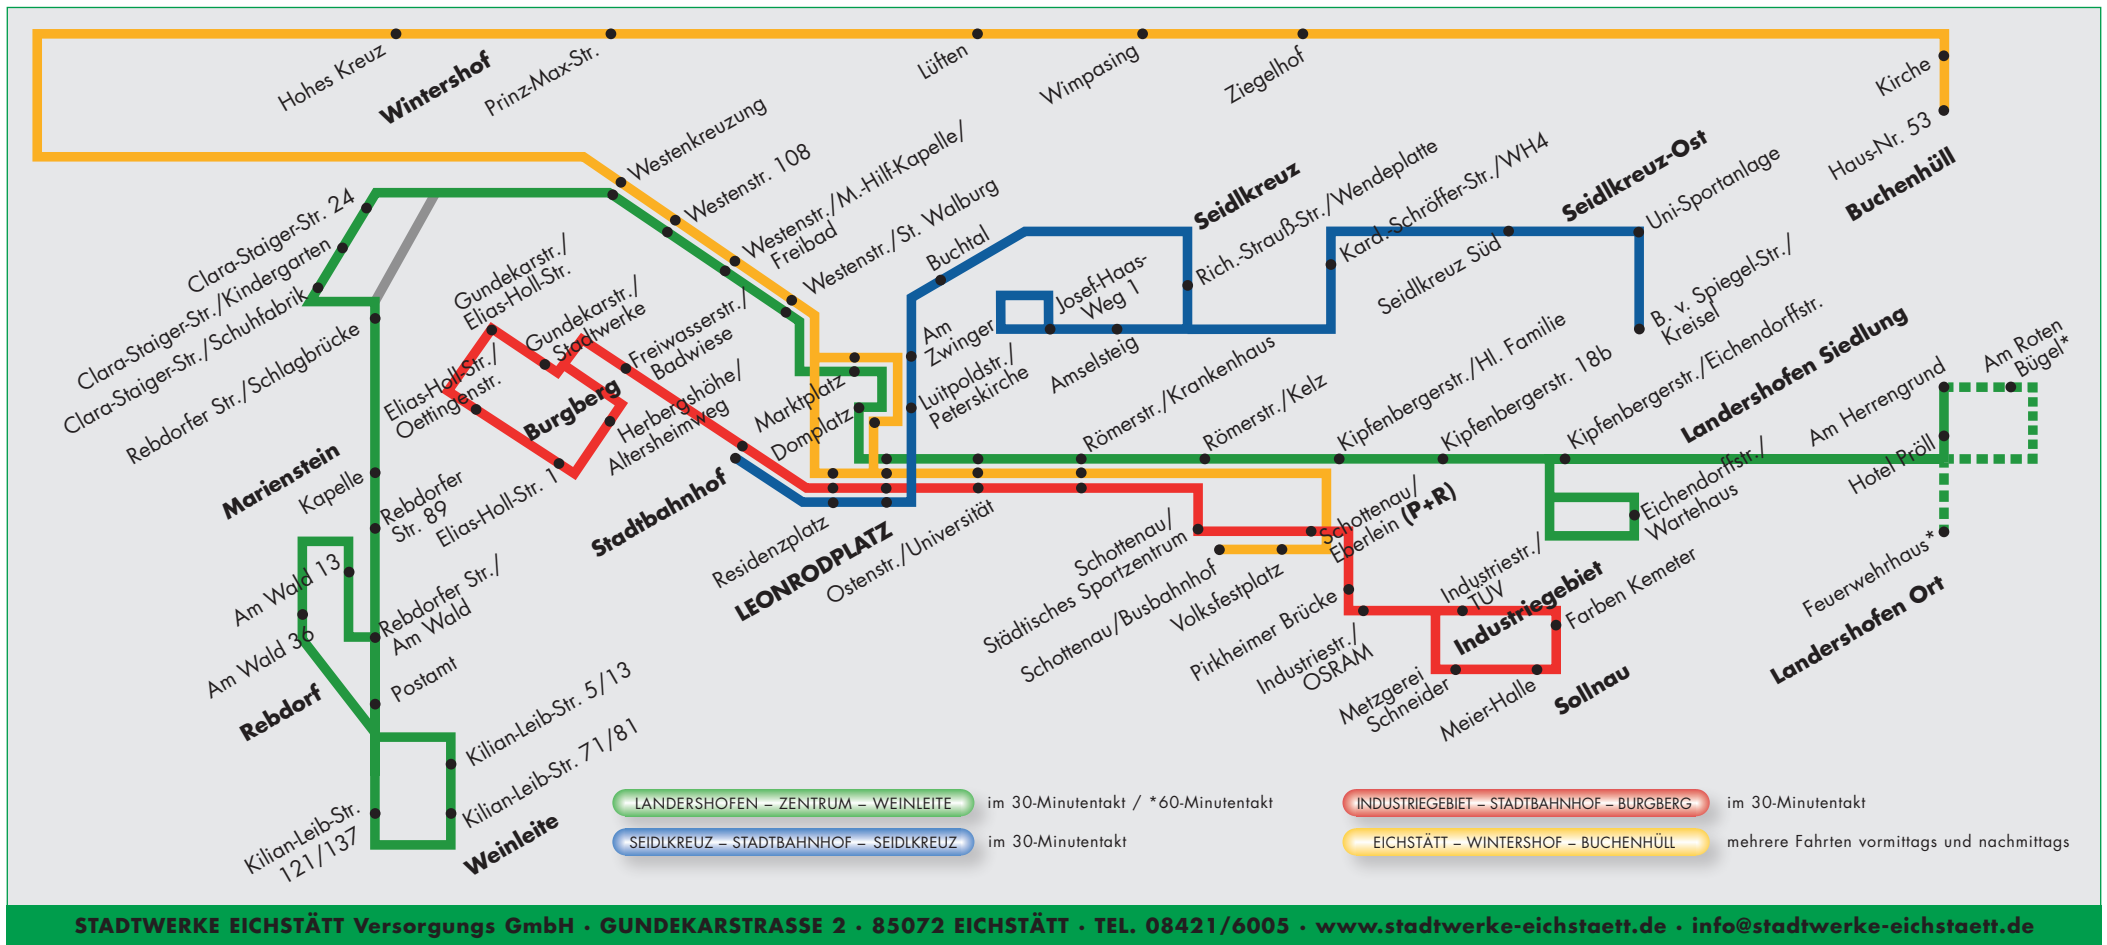 Hohes Kreuz
Wintershof
Prinz-Max-Str.
Lüften
Wimpasing
Ziegelhof
Kirche
Haus-Nr. 53
Buchenhüll
Westenkreuzung
Westenstr. 108
Westenstr./M.-Hilf-Kapelle/
Freibad
Westenstr./St. Walburg
Clara-Staiger-Str. 24
Clara-Staiger-Str./Kindergarten
Clara-Staiger-Str./Schuhfabrik
Rebdorfer Str./Schlagbrücke
Gundekarstr./
Elias-Holl-Str.
Gundekarstr./
Stadtwerke
Elias-Holl-Str./
Oettingenstr.
Burgberg
Freiwasserstr./
Badwiese
Herbergshöhe/
Altersheimweg
Elias-Holl-Str. 1
Marktplatz
Domplatz
Stadtbahnhof
Residenzplatz
LEONRODPLATZ
Ostenstr./Universität
Buchtal
Am
Zwinger
Luitpoldstr./
Peterskirche
Josef-Haas-
Weg 1
Amselsteig
Seidlkreuz
Rich.-Strauß-Str./Wendeplatte
Kard.-Schröffer-Str./WH4
Seidlkreuz Süd
Seidlkreuz-Ost
Uni-Sportanlage
B. v. Spiegel-Str./
Kreisel
Römerstr./Krankenhaus
Römerstr./Kelz
Kipfenbergerstr./Hl. Familie
Kipfenbergerstr. 18b
Kipfenbergerstr./Eichendorffstr.
Landershofen Siedlung
Eichendorffstr./
Wartehaus
Am Herrengrund
Am Roten
Bügel*
Hotel Pröll
Feuerwehrhaus*
Landershofen Ort
Marienstein
Kapelle
Rebdorfer
Str. 89
Am Wald 13
Am Wald 36
Rebdorfer Str./
Am Wald
Postamt
Rebdorf
Kilian-Leib-Str. 5/13
Kilian-Leib-Str. 71/81
Kilian-Leib-Str.
121/137
Weinleite
Schottenau/
Städtisches Sportzentrum
Schottenau/Busbahnhof
Volksfestplatz
Schottenau/
Eberlein (P+R)
Pirkheimer Brücke
Industriestr./
OSRAM
Industriestr./
TÜV
Industriegebiet
Farben Kemeter
Metzgerei
Schneider
Meier-Halle
Sollnau
LANDERSHOFEN – ZENTRUM – WEINLEITE im 30-Minutentakt / *60-Minutentakt
SEIDLKREUZ – STADTBAHNHOF – SEIDLKREUZ im 30-Minutentakt
INDUSTRIEGEBIET – STADTBAHNHOF – BURGBERG im 30-Minutentakt
EICHSTÄTT – WINTERSHOF – BUCHENHÜLL mehrere Fahrten vormittags und nachmittags
STADTWERKE EICHSTÄTT Versorgungs GmbH · GUNDEKARSTRASSE 2 · 85072 EICHSTÄTT · TEL. 08421/6005 · www.stadtwerke-eichstaett.de · info@stadtwerke-eichstaett.de